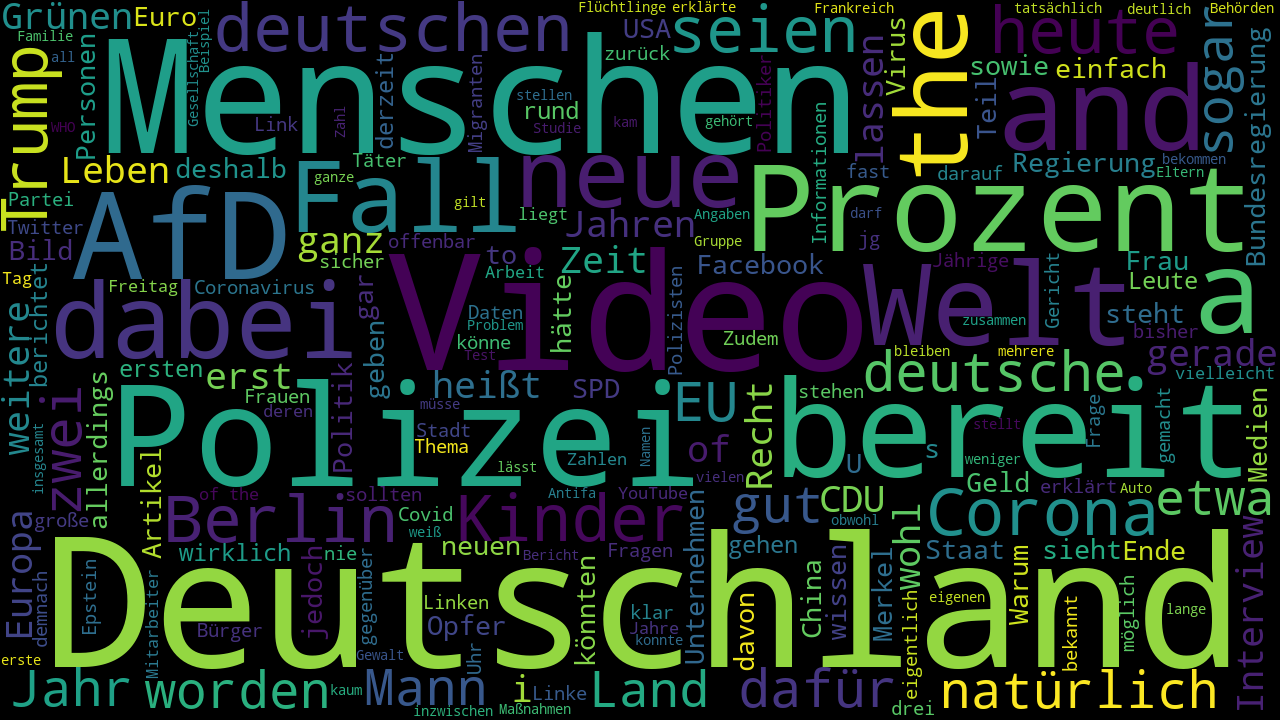 Grünen
Euro
deutschen
Flüchtlinge
erklärte
USA
seien
Frankreich
tatsächlich
deutlich
Behörden
Familie
all
Trump
WHO
Personen
Menschen
Gesellschaft
Beispiel
Link
Zahl
derzeit
Migranten
zurück
stellen
rund
Studie
kam
gehört
Politiker
Virus
lassen
the
heute
sowie
einfach
Teil
and
sogar
Bundesregierung
Leben
deshalb
Fall
Täter
ganze
neue
gilt
liegt
Jahren
Angaben
Gruppe
Informationen
fast
darf
jg
darauf
Regierung
bekommen
Eltern
Prozent
Partei
Twitter
Bild
AfD
ganz
offenbar
sicher
to
Arbeit
Zeit
Facebook
Jährige
Frau
Leute
Tag
Freitag
Coronavirus
gar
Video
Welt
a
weitere
berichtet
dabei
geben
Daten
Problem
könne
Test
hätte
Polizisten
Zudem
zusammen
Gericht
steht
bisher
gerade
ersten
erst
Frauen
deren
Politik
heißt
SPD
EU
deutsche
bleiben
mehrere
vielleicht
Polizei
müsse
Stadt
Thema
lässt
Zahlen
Namen
of
vielen
Recht
stehen
bereit
U
s
stellt
weniger
Frage
gemacht
Medien
insgesamt
zwei
allerdings
Artikel
of the
sollten
Antifa
YouTube
gut
CDU
obwohl
Geld
erklärt
Auto
etwa
Europa
große
Berlin
Covid
weiß
Kinder
Unternehmen
gehen
wohl
Corona
Interview
wirklich
nie
neuen
Bericht
Fragen
Staat
sieht
Ende
demnach
Epstein
Deutschland
Mitarbeiter
Bürger
jedoch
gegenüber
Gewalt
Linken
Opfer
Uhr
könnten
klar
Jahre
konnte
davon
China
wissen
Merkel
eigentlich
eigenen
Warum
bekannt
möglich
lange
erste
Jahr
worden
kaum
Mann
inzwischen
i
Linke
Maßnahmen
Land
dafür
drei
natürlich